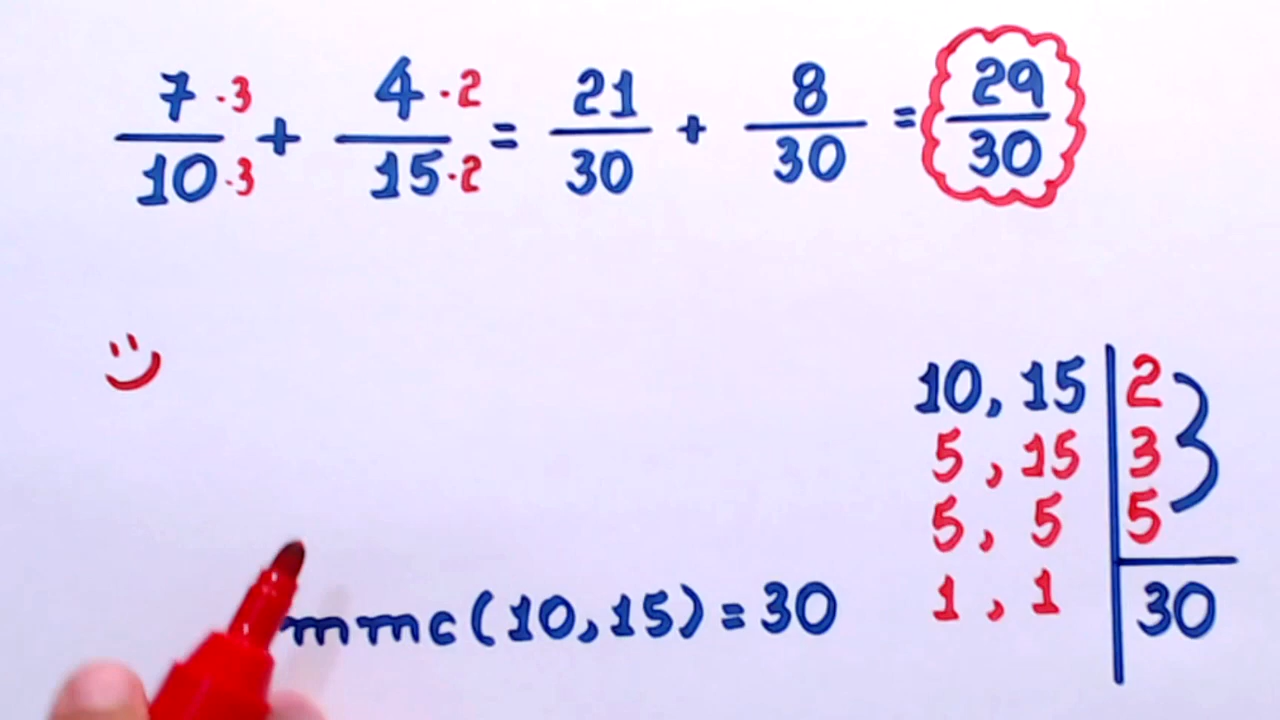 7·3/10·3 + 4·2/15·2 = 21/30 + 8/30 = 29/30
10, 15 | 2
5, 15 | 3
5, 5 | 5
1, 1 | 30
mmc(10,15)=30